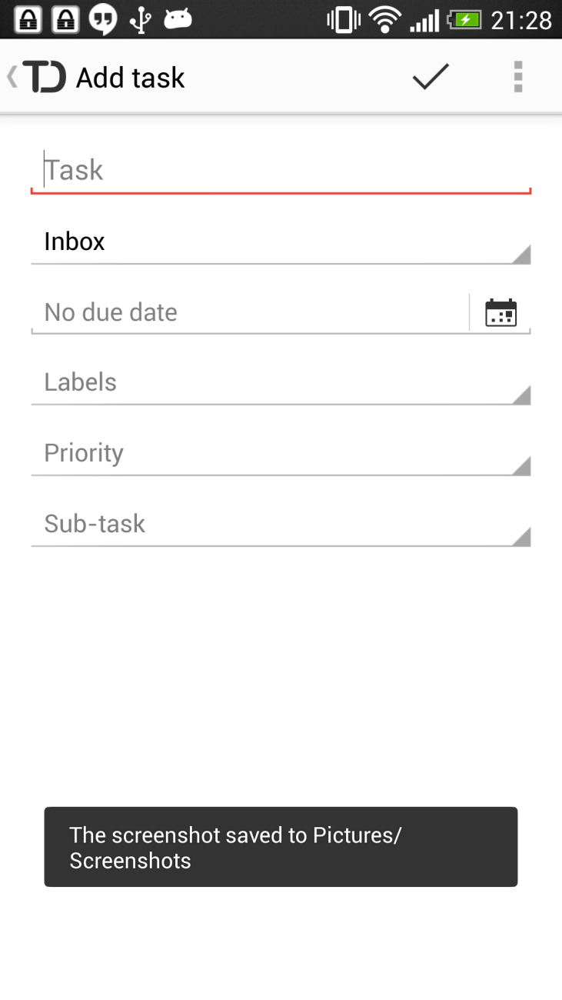 21:28
TD Add task
Task
Inbox
No due date
Labels
Priority
Sub-task
The screenshot saved to Pictures/
Screenshots